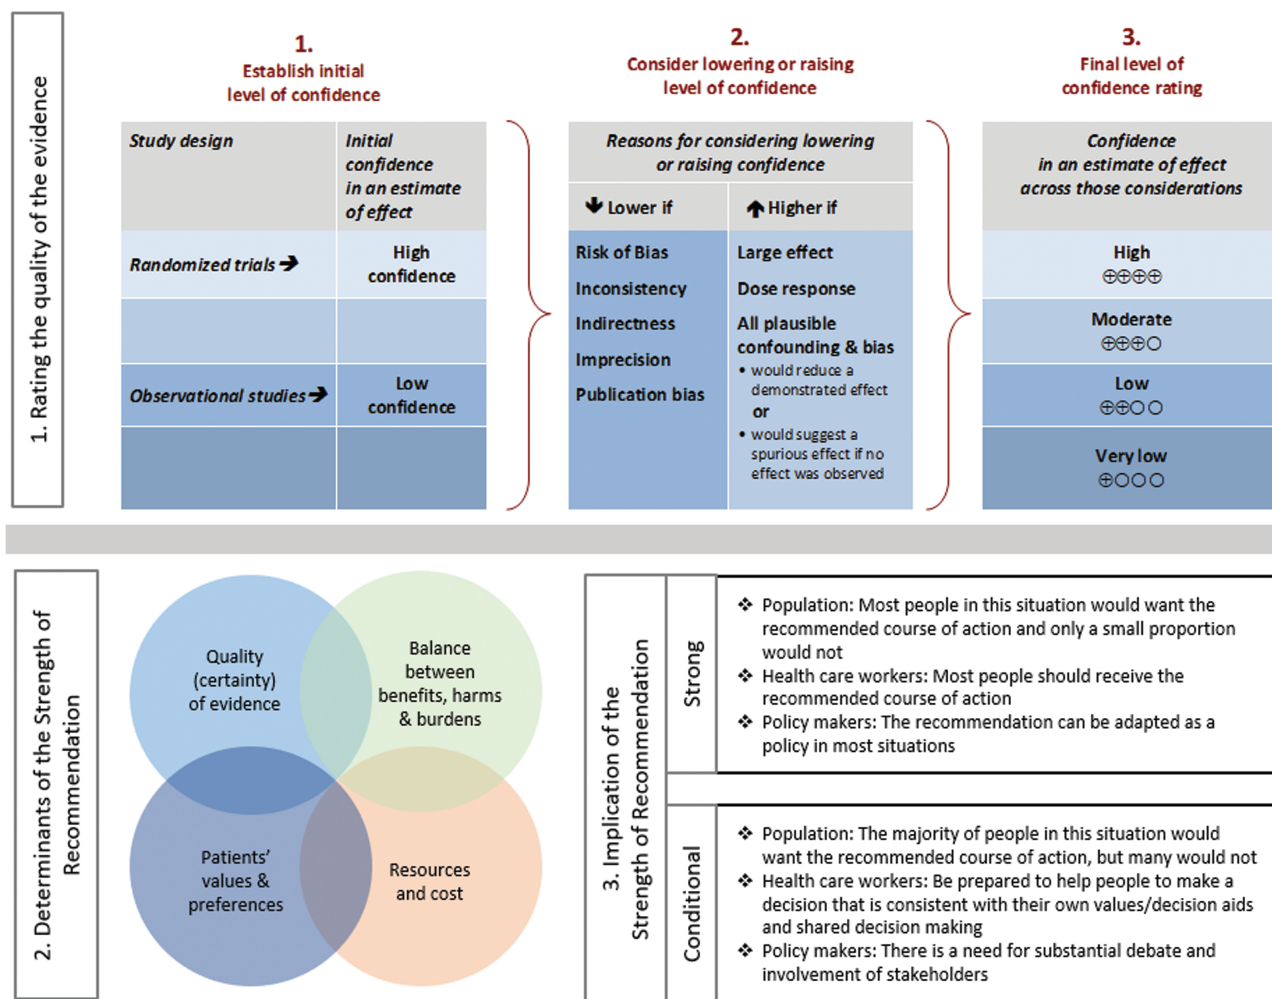 1. Rating the quality of the evidence
1.
Establish initial
level of confidence
Study design
Initial
confidence
in an estimate
of effect
Randomized trials ➔
High
confidence
Observational studies ➔
Low
confidence
2.
Consider lowering or raising
level of confidence
Reasons for considering lowering
or raising confidence
🡻 Lower if
🡹 Higher if
Risk of Bias
Inconsistency
Indirectness
Imprecision
Publication bias
Large effect
Dose response
All plausible
confounding & bias
• would reduce a
demonstrated effect
or
• would suggest a
spurious effect if no
effect was observed
3.
Final level of
confidence rating
Confidence
in an estimate of effect
across those considerations
High
⊕⊕⊕⊕
Moderate
⊕⊕⊕○
Low
⊕⊕○○
Very low
⊕○○○
2. Determinants of the Strength of
Recommendation
Quality
(certainty)
of evidence
Balance
between
benefits, harms
& burdens
Patients’
values &
preferences
Resources
and cost
3. Implication of the
Strength of Recommendation
Strong
❖ Population: Most people in this situation would want the
recommended course of action and only a small proportion
would not
❖ Health care workers: Most people should receive the
recommended course of action
❖ Policy makers: The recommendation can be adapted as a
policy in most situations
Conditional
❖ Population: The majority of people in this situation would
want the recommended course of action, but many would not
❖ Health care workers: Be prepared to help people to make a
decision that is consistent with their own values/decision aids
and shared decision making
❖ Policy makers: There is a need for substantial debate and
involvement of stakeholders